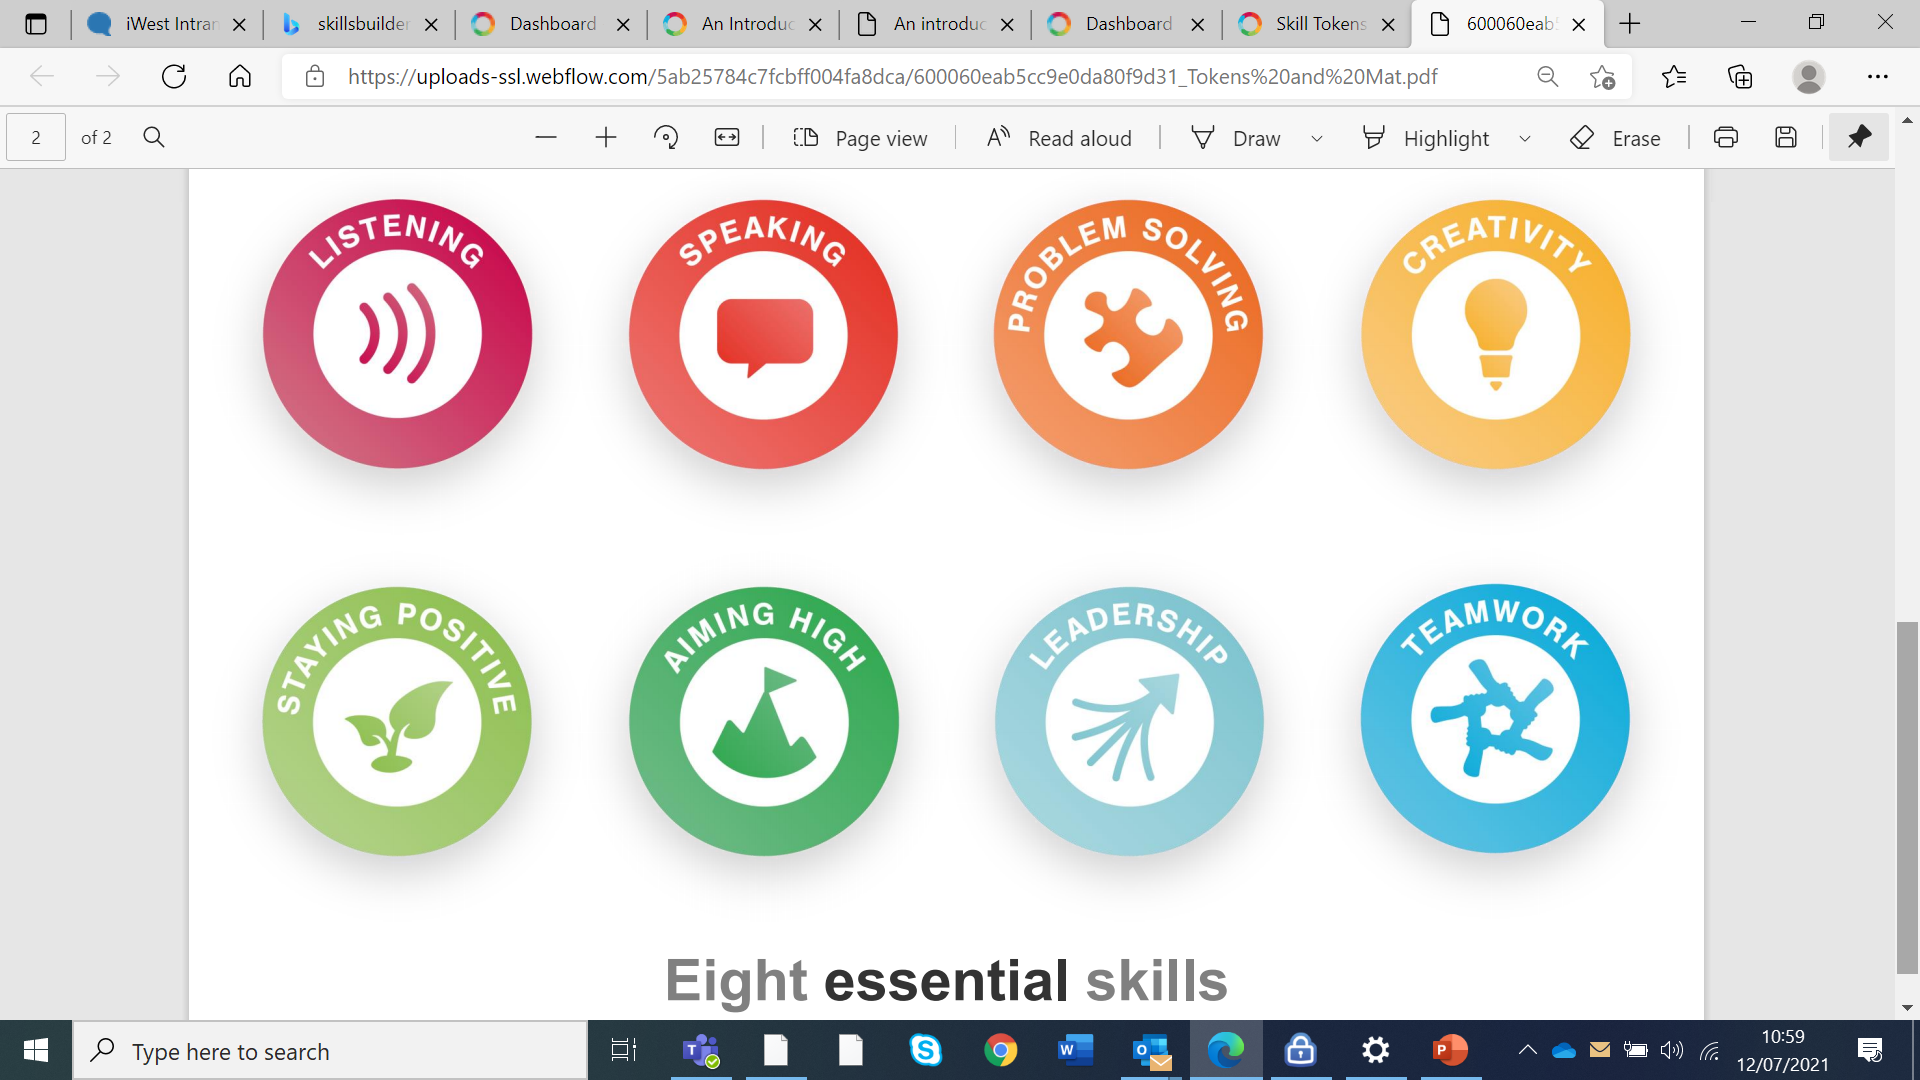 iWest Intran
skillsbuilder
Dashboard
An Introduc
An introduc
Dashboard
Skill Tokens
600060eab5
https://uploads-ssl.webflow.com/5ab25784c7fcbff004fa8dca/600060eab5cc9e0da80f9d31_Tokens%20and%20Mat.pdf
2 of 2
Page view
Read aloud
Draw
Highlight
Erase
LISTENING
SPEAKING
PROBLEM SOLVING
CREATIVITY
STAYING POSITIVE
AIMING HIGH
LEADERSHIP
TEAMWORK
Eight essential skills
Type here to search
10:59
12/07/2021